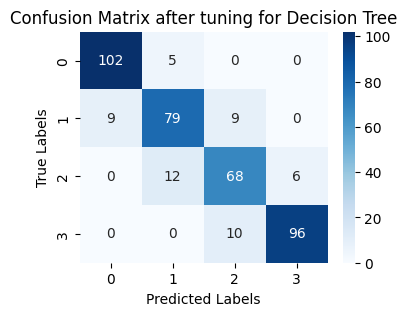 Confusion Matrix after tuning for Decision Tree
True Labels
0 102 5 0 0
1 9 79 9 0
2 0 12 68 6
3 0 0 10 96
0 1 2 3
Predicted Labels
100
80
60
40
20
0